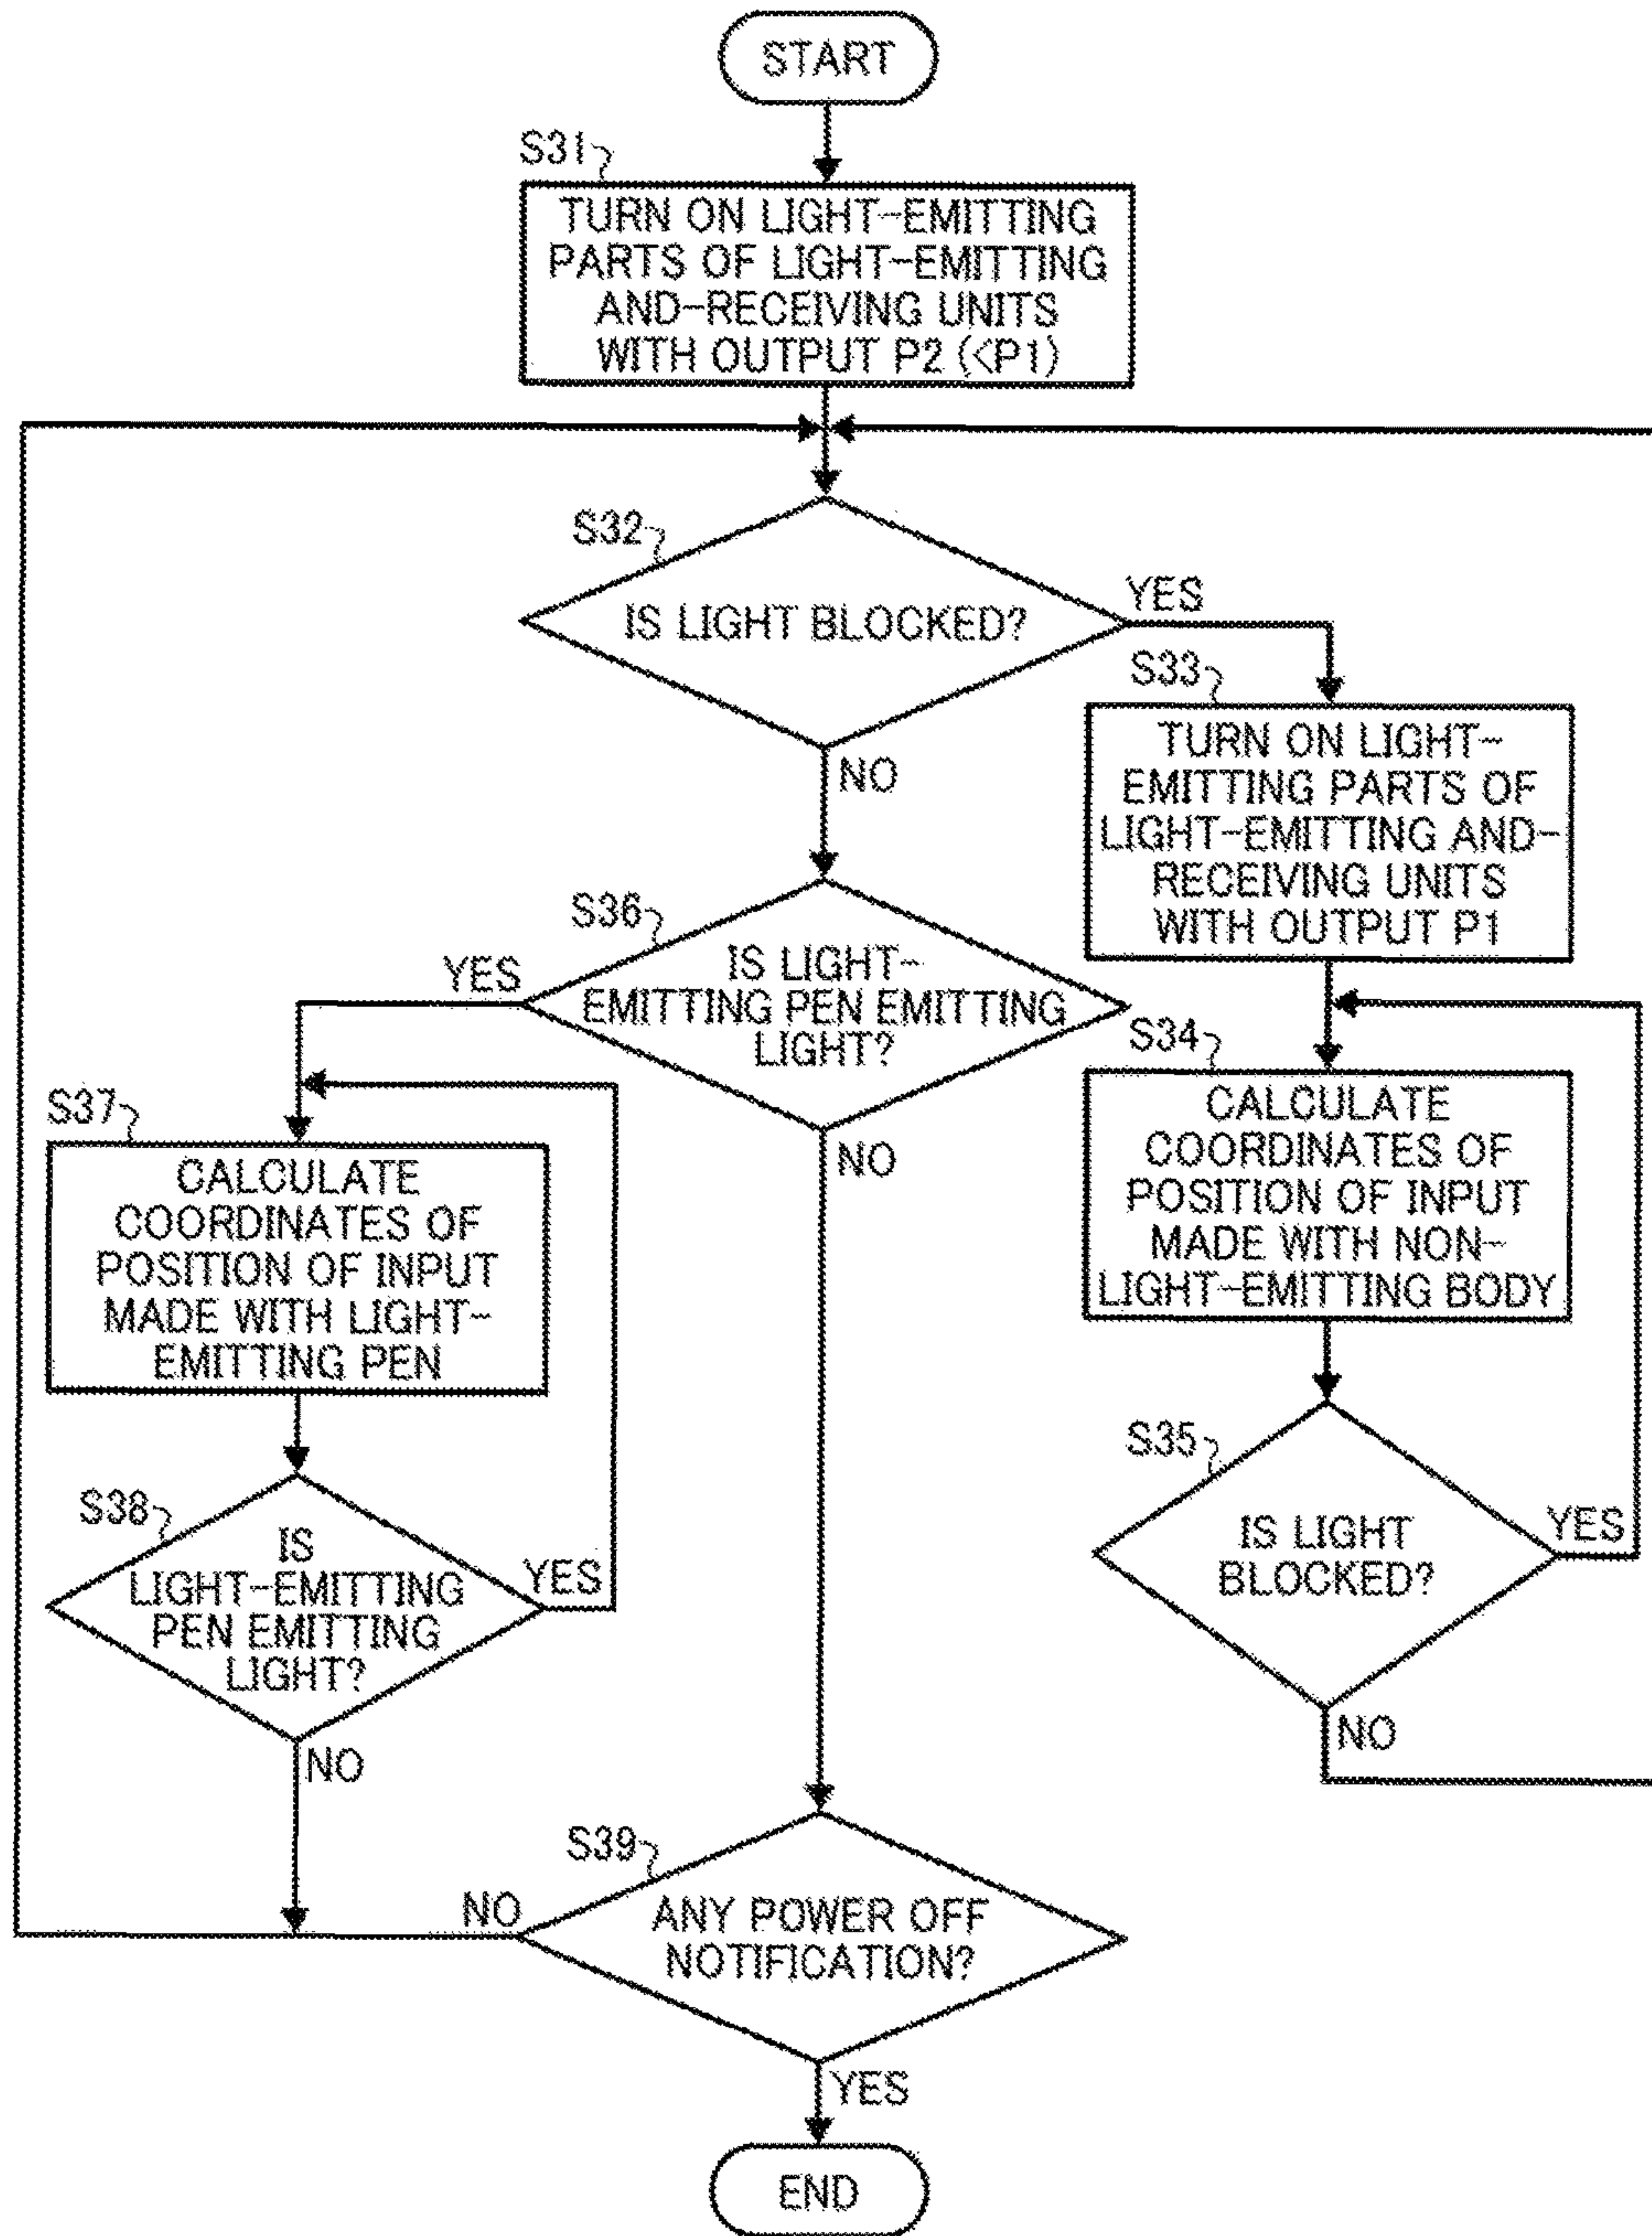 START
S31
TURN ON LIGHT-EMITTING
PARTS OF LIGHT-EMITTING
AND-RECEIVING UNITS
WITH OUTPUT P2 (<P1)
S32
IS LIGHT BLOCKED?
YES
NO
S33
TURN ON LIGHT-
EMITTING PARTS OF
LIGHT-EMITTING AND-
RECEIVING UNITS
WITH OUTPUT P1
S36
IS LIGHT-
EMITTING PEN EMITTING
LIGHT?
YES
NO
S34
CALCULATE
COORDINATES OF
POSITION OF INPUT
MADE WITH NON-
LIGHT-EMITTING BODY
S37
CALCULATE
COORDINATES OF
POSITION OF INPUT
MADE WITH LIGHT-
EMITTING PEN
S35
IS LIGHT
BLOCKED?
YES
NO
S38
IS
LIGHT-EMITTING
PEN EMITTING
LIGHT?
YES
NO
S39
ANY POWER OFF
NOTIFICATION?
NO
YES
END